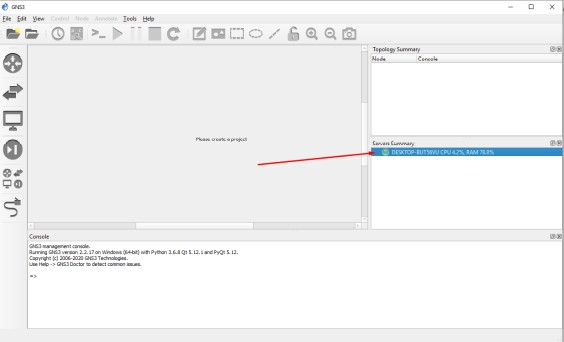 GNS3
File Edit View Control Node Annotate Tools Help
Topology Summary
Node Console
Please create a project
Servers Summary
DESKTOP-BUT5WU CPU 4.2%, RAM 70.8%
Console
GNS3 management console.
Running GNS3 version 2.2.17 on Windows (64-bit) with Python 3.6.8 Qt 5.12.1 and PyQt 5.12.
Copyright (c) 2006-2020 GNS3 Technologies.
Use Help -> GNS3 Doctor to detect common issues.
=>